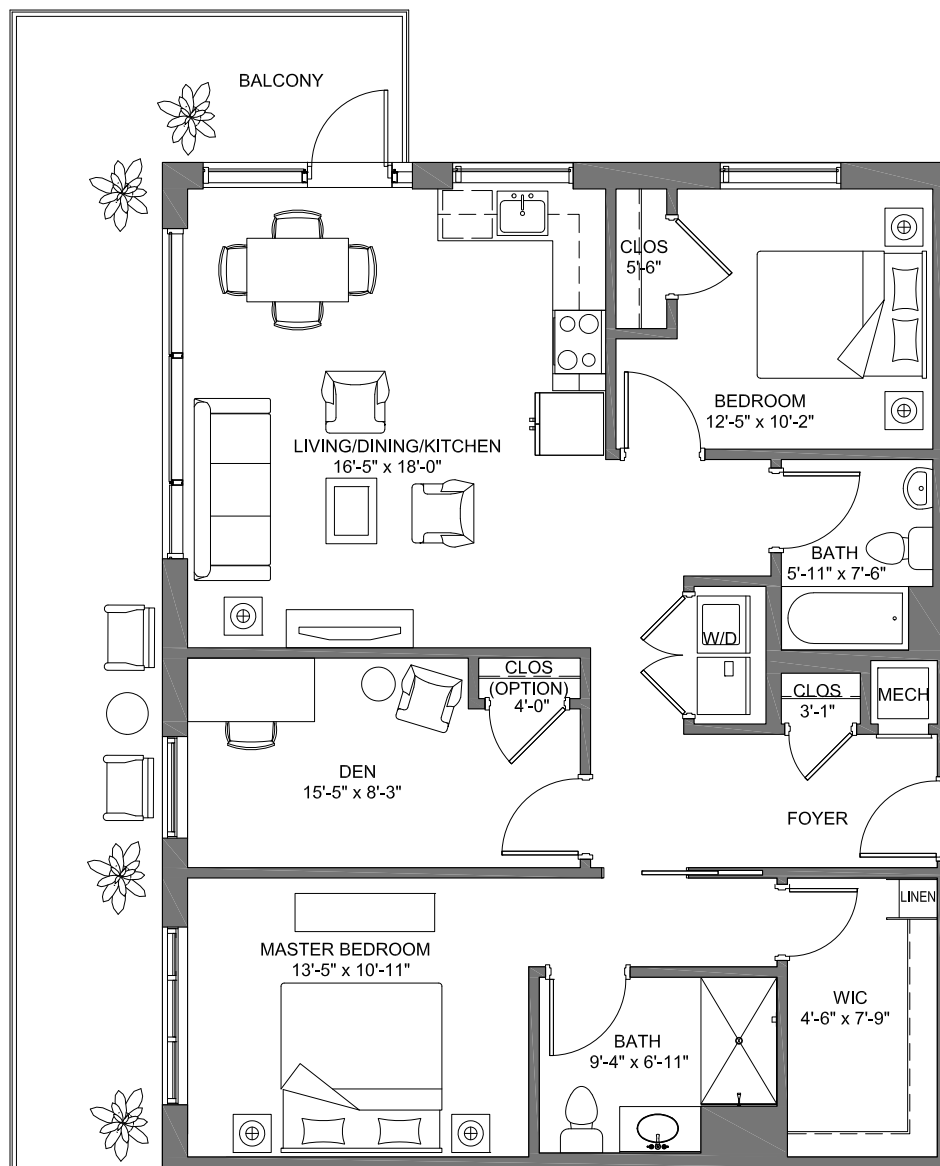 BALCONY
CLOS
5'-6"
BEDROOM
12'-5" x 10'-2"
LIVING/DINING/KITCHEN
16'-5" x 18'-0"
BATH
5'-11" x 7'-6"
W/D
CLOS
(OPTION)
4'-0"
CLOS
3'-1"
MECH
DEN
15'-5" x 8'-3"
FOYER
LINEN
MASTER BEDROOM
13'-5" x 10'-11"
WIC
4'-6" x 7'-9"
BATH
9'-4" x 6'-11"